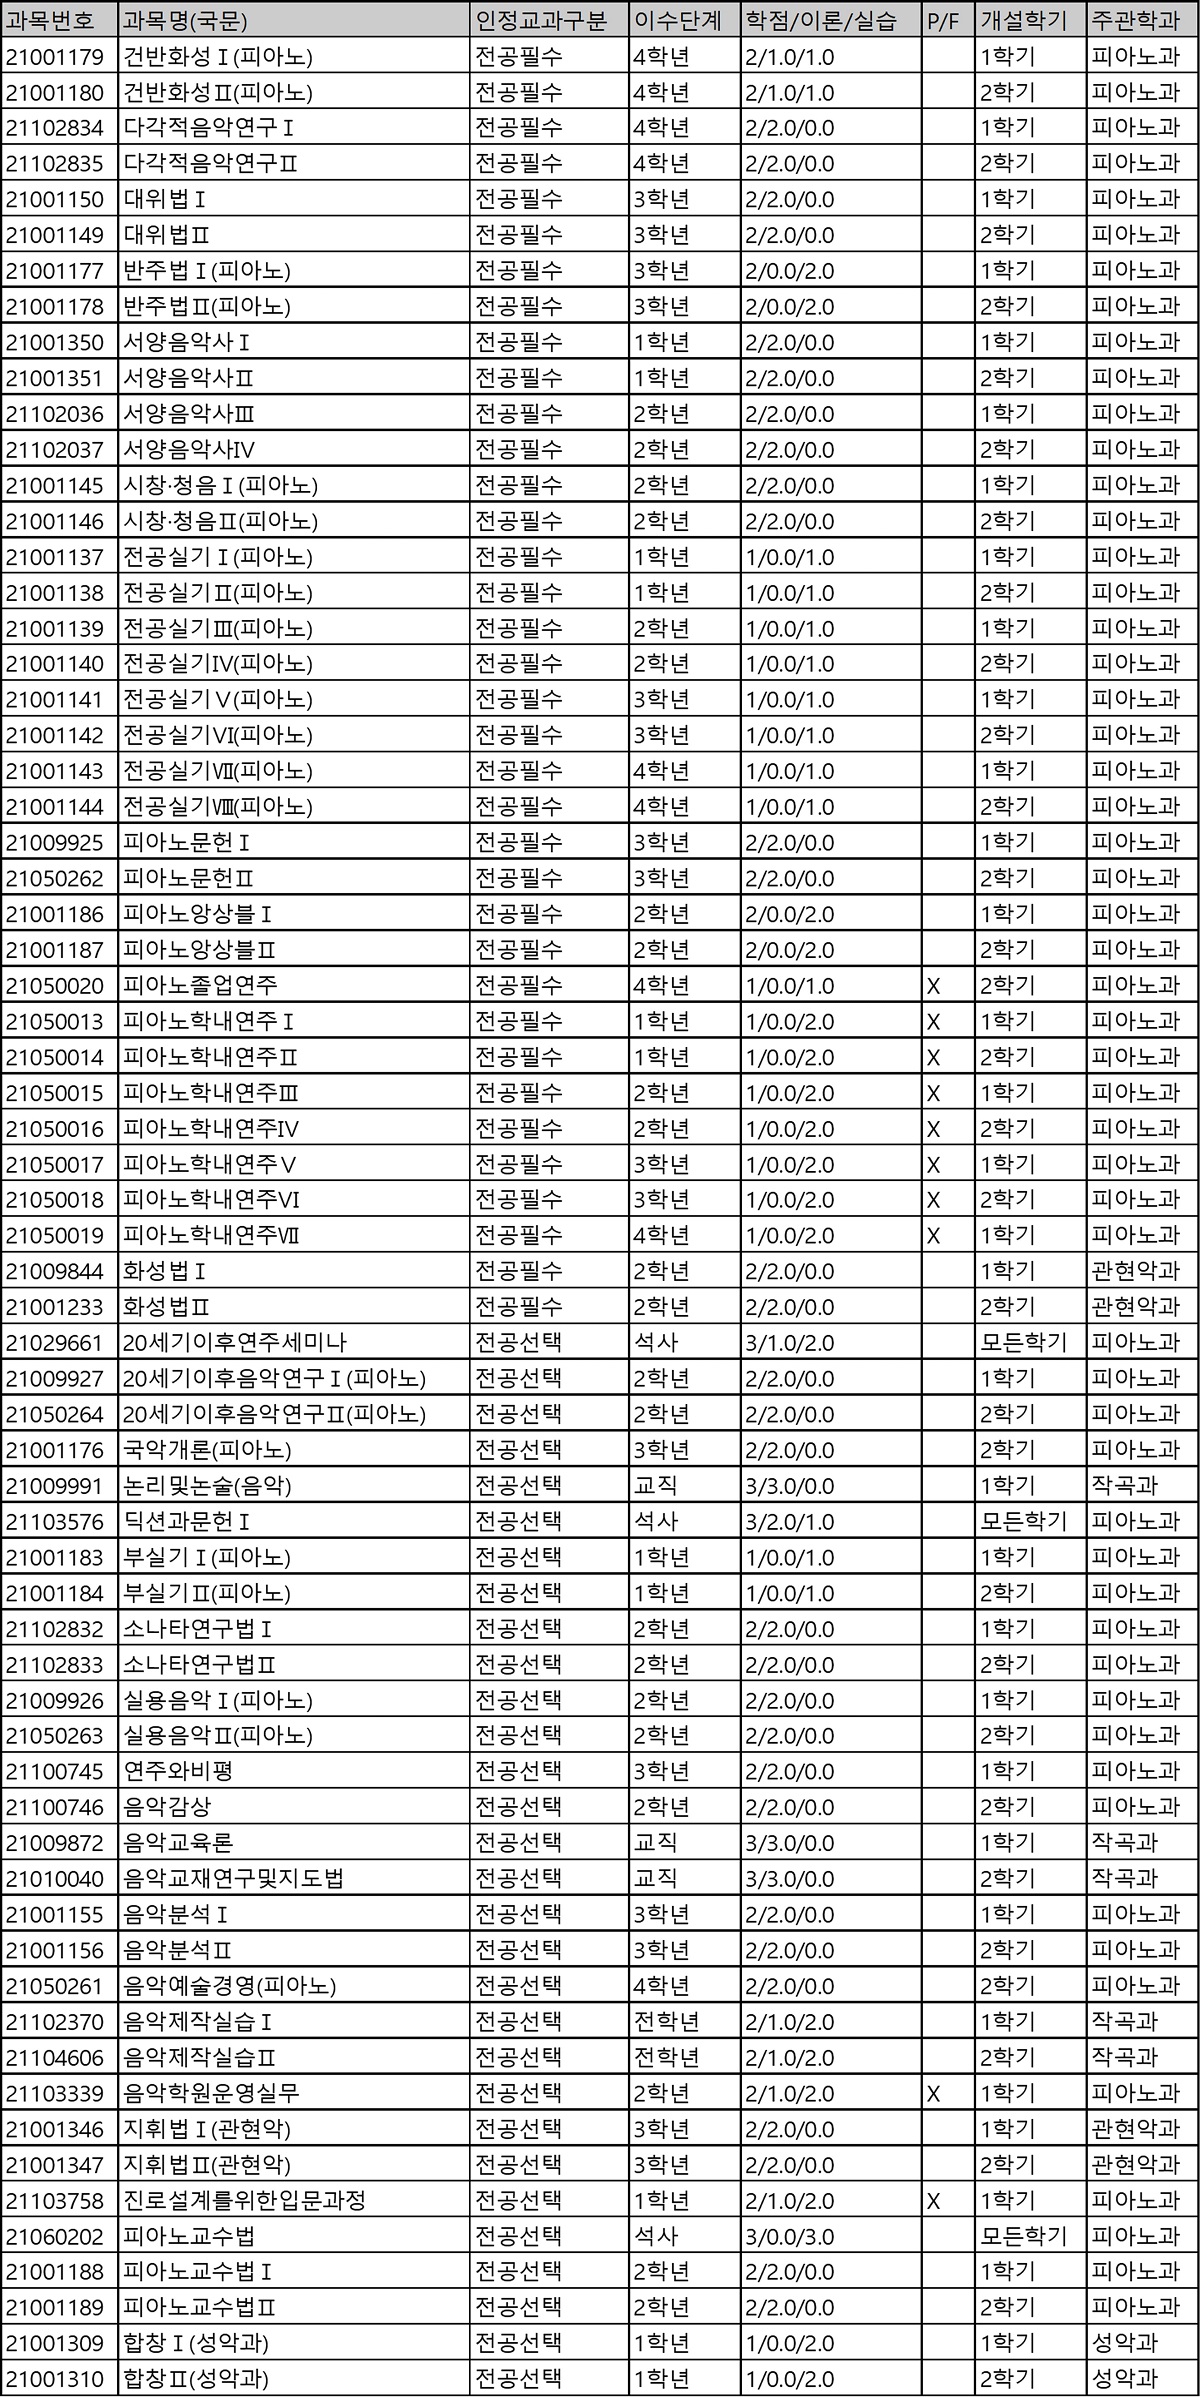 과목번호 과목명(국문) 인정교과구분 이수단계 학점/이론/실습 P/F 개설학기 주관학과
21001179 건반화성Ⅰ(피아노) 전공필수 4학년 2/1.0/1.0 1학기 피아노과
21001180 건반화성Ⅱ(피아노) 전공필수 4학년 2/1.0/1.0 2학기 피아노과
21102834 다각적음악연구Ⅰ 전공필수 4학년 2/2.0/0.0 1학기 피아노과
21102835 다각적음악연구Ⅱ 전공필수 4학년 2/2.0/0.0 2학기 피아노과
21001150 대위법Ⅰ 전공필수 3학년 2/2.0/0.0 1학기 피아노과
21001149 대위법Ⅱ 전공필수 3학년 2/2.0/0.0 2학기 피아노과
21001177 반주법Ⅰ(피아노) 전공필수 3학년 2/0.0/2.0 1학기 피아노과
21001178 반주법Ⅱ(피아노) 전공필수 3학년 2/0.0/2.0 2학기 피아노과
21001350 서양음악사Ⅰ 전공필수 1학년 2/2.0/0.0 1학기 피아노과
21001351 서양음악사Ⅱ 전공필수 1학년 2/2.0/0.0 2학기 피아노과
21102036 서양음악사Ⅲ 전공필수 2학년 2/2.0/0.0 1학기 피아노과
21102037 서양음악사Ⅳ 전공필수 2학년 2/2.0/0.0 2학기 피아노과
21001145 시창·청음Ⅰ(피아노) 전공필수 2학년 2/2.0/0.0 1학기 피아노과
21001146 시창·청음Ⅱ(피아노) 전공필수 2학년 2/2.0/0.0 2학기 피아노과
21001137 전공실기Ⅰ(피아노) 전공필수 1학년 1/0.0/1.0 1학기 피아노과
21001138 전공실기Ⅱ(피아노) 전공필수 1학년 1/0.0/1.0 2학기 피아노과
21001139 전공실기Ⅲ(피아노) 전공필수 2학년 1/0.0/1.0 1학기 피아노과
21001140 전공실기Ⅳ(피아노) 전공필수 2학년 1/0.0/1.0 2학기 피아노과
21001141 전공실기Ⅴ(피아노) 전공필수 3학년 1/0.0/1.0 1학기 피아노과
21001142 전공실기Ⅵ(피아노) 전공필수 3학년 1/0.0/1.0 2학기 피아노과
21001143 전공실기Ⅶ(피아노) 전공필수 4학년 1/0.0/1.0 1학기 피아노과
21001144 전공실기Ⅷ(피아노) 전공필수 4학년 1/0.0/1.0 2학기 피아노과
21009925 피아노문헌Ⅰ 전공필수 3학년 2/2.0/0.0 1학기 피아노과
21050262 피아노문헌Ⅱ 전공필수 3학년 2/2.0/0.0 2학기 피아노과
21001186 피아노앙상블Ⅰ 전공필수 2학년 2/0.0/2.0 1학기 피아노과
21001187 피아노앙상블Ⅱ 전공필수 2학년 2/0.0/2.0 2학기 피아노과
21050020 피아노졸업연주 전공필수 4학년 1/0.0/1.0 X 2학기 피아노과
21050013 피아노학내연주Ⅰ 전공필수 1학년 1/0.0/2.0 X 1학기 피아노과
21050014 피아노학내연주Ⅱ 전공필수 1학년 1/0.0/2.0 X 2학기 피아노과
21050015 피아노학내연주Ⅲ 전공필수 2학년 1/0.0/2.0 X 1학기 피아노과
21050016 피아노학내연주Ⅳ 전공필수 2학년 1/0.0/2.0 X 2학기 피아노과
21050017 피아노학내연주Ⅴ 전공필수 3학년 1/0.0/2.0 X 1학기 피아노과
21050018 피아노학내연주Ⅵ 전공필수 3학년 1/0.0/2.0 X 2학기 피아노과
21050019 피아노학내연주Ⅶ 전공필수 4학년 1/0.0/2.0 X 1학기 피아노과
21009844 화성법Ⅰ 전공필수 2학년 2/2.0/0.0 1학기 관현악과
21001233 화성법Ⅱ 전공필수 2학년 2/2.0/0.0 2학기 관현악과
21029661 20세기이후연주세미나 전공선택 석사 3/1.0/2.0 모든학기 피아노과
21009927 20세기이후음악연구Ⅰ(피아노) 전공선택 2학년 2/2.0/0.0 1학기 피아노과
21050264 20세기이후음악연구Ⅱ(피아노) 전공선택 2학년 2/2.0/0.0 2학기 피아노과
21001176 국악개론(피아노) 전공선택 3학년 2/2.0/0.0 2학기 피아노과
21009991 논리및논술(음악) 전공선택 교직 3/3.0/0.0 1학기 작곡과
21103576 딕션과문헌Ⅰ 전공선택 석사 3/2.0/1.0 모든학기 피아노과
21001183 부실기Ⅰ(피아노) 전공선택 1학년 1/0.0/1.0 1학기 피아노과
21001184 부실기Ⅱ(피아노) 전공선택 1학년 1/0.0/1.0 2학기 피아노과
21102832 소나타연구법Ⅰ 전공선택 2학년 2/2.0/0.0 1학기 피아노과
21102833 소나타연구법Ⅱ 전공선택 2학년 2/2.0/0.0 2학기 피아노과
21009926 실용음악Ⅰ(피아노) 전공선택 2학년 2/2.0/0.0 1학기 피아노과
21050263 실용음악Ⅱ(피아노) 전공선택 2학년 2/2.0/0.0 2학기 피아노과
21100745 연주와비평 전공선택 3학년 2/2.0/0.0 1학기 피아노과
21100746 음악감상 전공선택 2학년 2/2.0/0.0 2학기 피아노과
21009872 음악교육론 전공선택 교직 3/3.0/0.0 1학기 작곡과
21010040 음악교재연구및지도법 전공선택 교직 3/3.0/0.0 2학기 작곡과
21001155 음악분석Ⅰ 전공선택 3학년 2/2.0/0.0 1학기 피아노과
21001156 음악분석Ⅱ 전공선택 3학년 2/2.0/0.0 2학기 피아노과
21050261 음악예술경영(피아노) 전공선택 4학년 2/2.0/0.0 2학기 피아노과
21102370 음악제작실습Ⅰ 전공선택 전학년 2/1.0/2.0 1학기 작곡과
21104606 음악제작실습Ⅱ 전공선택 전학년 2/1.0/2.0 2학기 작곡과
21103339 음악학원운영실무 전공선택 2학년 2/1.0/2.0 X 1학기 피아노과
21001346 지휘법Ⅰ(관현악) 전공선택 3학년 2/2.0/0.0 1학기 관현악과
21001347 지휘법Ⅱ(관현악) 전공선택 3학년 2/2.0/0.0 2학기 관현악과
21103758 진로설계를위한입문과정 전공선택 1학년 2/1.0/2.0 X 1학기 피아노과
21060202 피아노교수법 전공선택 석사 3/0.0/3.0 모든학기 피아노과
21001188 피아노교수법Ⅰ 전공선택 2학년 2/2.0/0.0 1학기 피아노과
21001189 피아노교수법Ⅱ 전공선택 2학년 2/2.0/0.0 2학기 피아노과
21001309 합창Ⅰ(성악과) 전공선택 1학년 1/0.0/2.0 1학기 성악과
21001310 합창Ⅱ(성악과) 전공선택 1학년 1/0.0/2.0 2학기 성악과